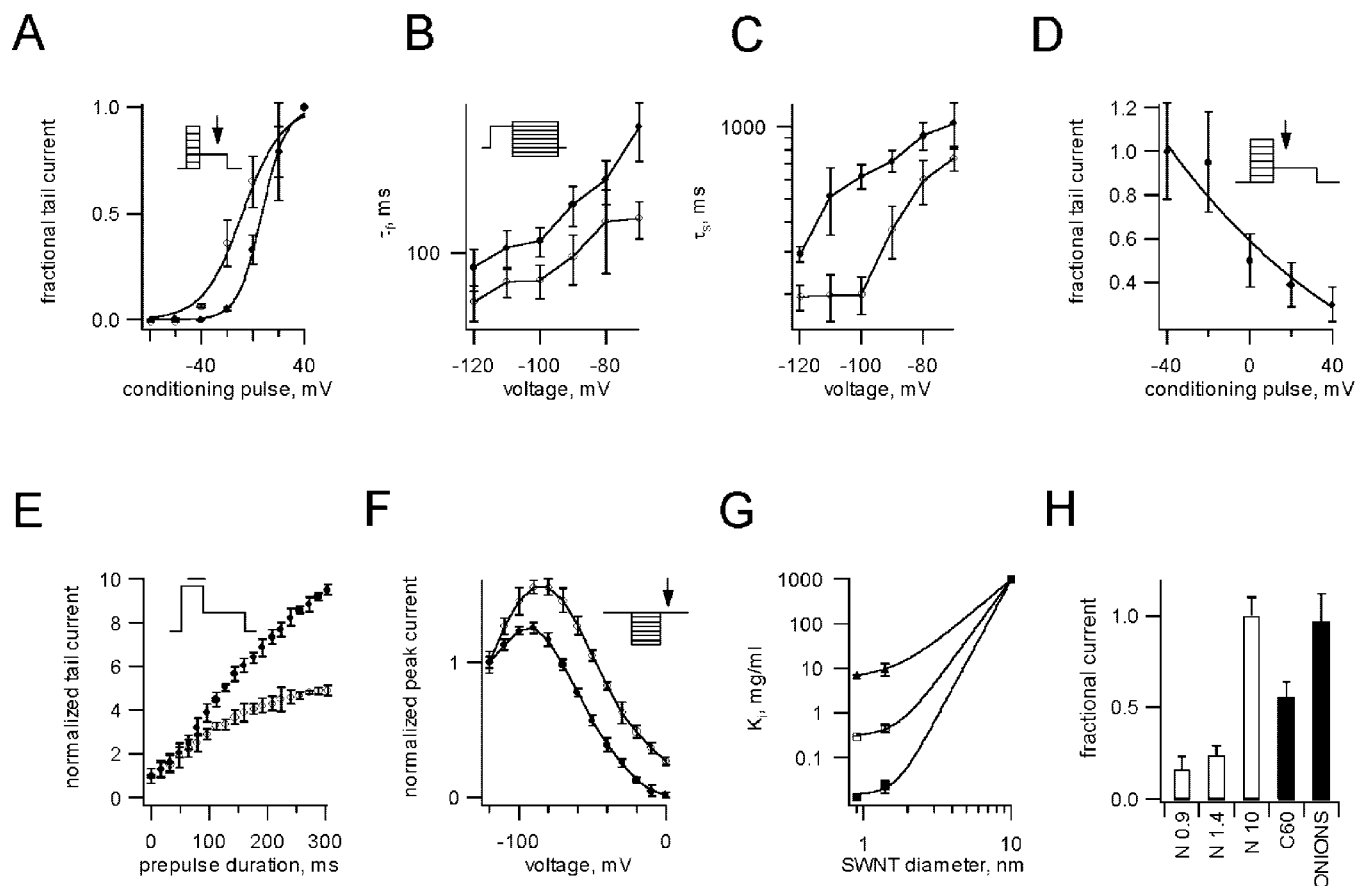 A
B
C
D
fractional tail current
1.0
0.5
0.0
-40
40
conditioning pulse, mV
τf, ms
100
-120
-100
-80
voltage, mV
τs, ms
1000
-120
-100
-80
voltage, mV
fractional tail current
1.2
1.0
0.8
0.6
0.4
-40
0
40
conditioning pulse, mV
E
F
G
H
normalized tail current
10
8
6
4
2
0
0
100
200
300
prepulse duration, ms
normalized peak current
1
0
-100
0
voltage, mV
Ki, mg/ml
1000
100
10
1
0.1
1
10
SWNT diameter, nm
fractional current
1.0
0.5
0.0
N 0.9
N 1.4
N 10
C60
ONIONS